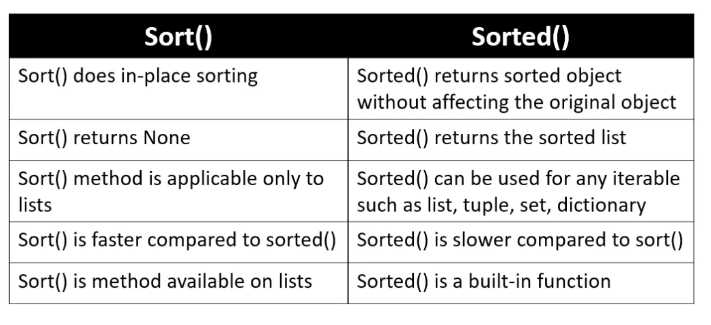 Sort()
Sorted()
Sort() does in-place sorting
Sorted() returns sorted object
without affecting the original object
Sort() returns None
Sorted() returns the sorted list
Sort() method is applicable only to
lists
Sorted() can be used for any iterable
such as list, tuple, set, dictionary
Sort() is faster compared to sorted()
Sorted() is slower compared to sort()
Sort() is method available on lists
Sorted() is a built-in function